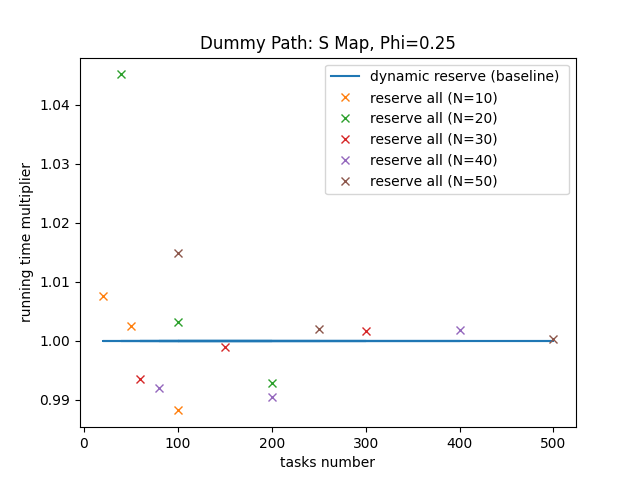 Dummy Path: S Map, Phi=0.25
dynamic reserve (baseline)
reserve all (N=10)
reserve all (N=20)
reserve all (N=30)
reserve all (N=40)
reserve all (N=50)
running time multiplier
1.04
1.03
1.02
1.01
1.00
0.99
0 100 200 300 400 500
tasks number